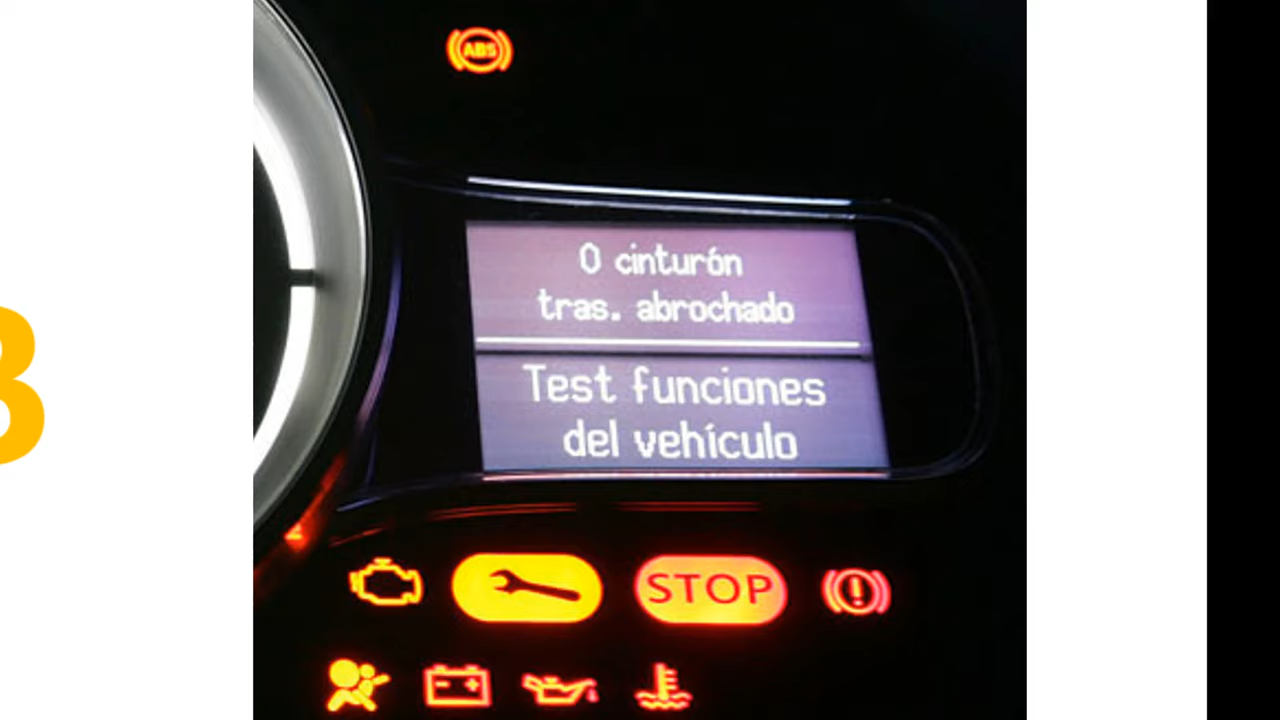 ABS
0 cinturón
tras. abrochado
Test funciones
del vehículo
STOP